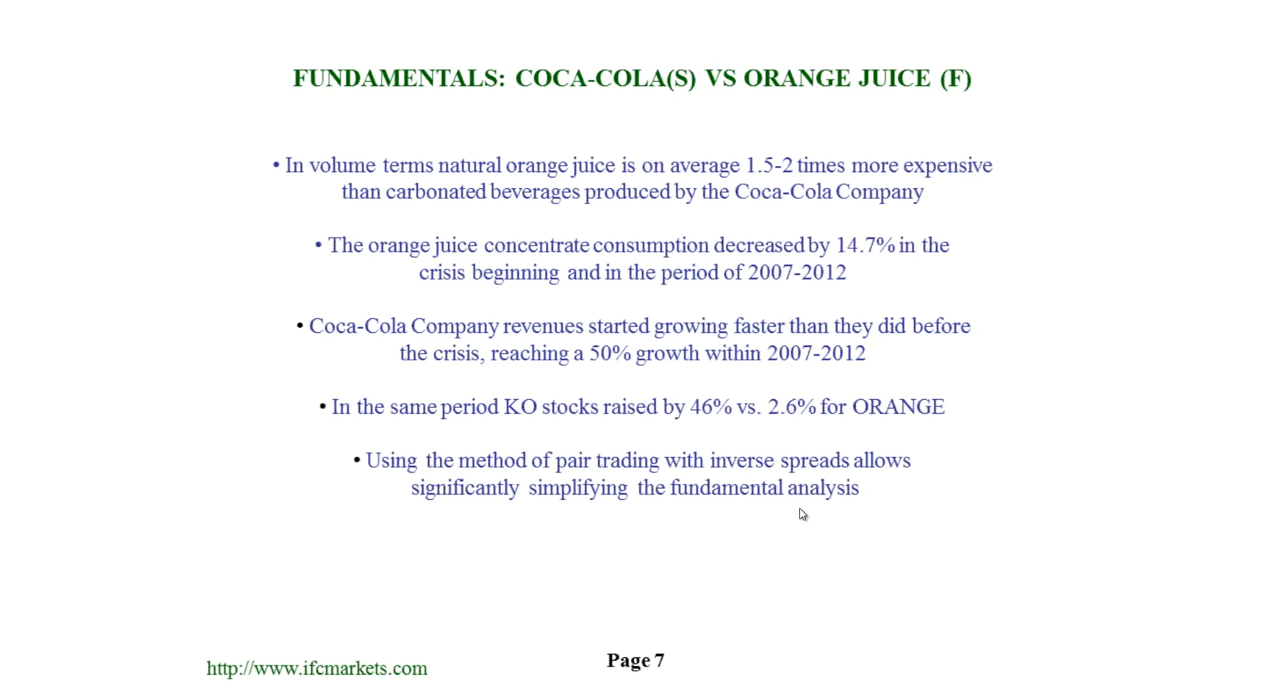 FUNDAMENTALS: COCA-COLA(S) VS ORANGE JUICE (F)
• In volume terms natural orange juice is on average 1.5-2 times more expensive
than carbonated beverages produced by the Coca-Cola Company
• The orange juice concentrate consumption decreased by 14.7% in the
crisis beginning and in the period of 2007-2012
• Coca-Cola Company revenues started growing faster than they did before
the crisis, reaching a 50% growth within 2007-2012
• In the same period KO stocks raised by 46% vs. 2.6% for ORANGE
• Using the method of pair trading with inverse spreads allows
significantly simplifying the fundamental analysis
http://www.ifcmarkets.com
Page 7